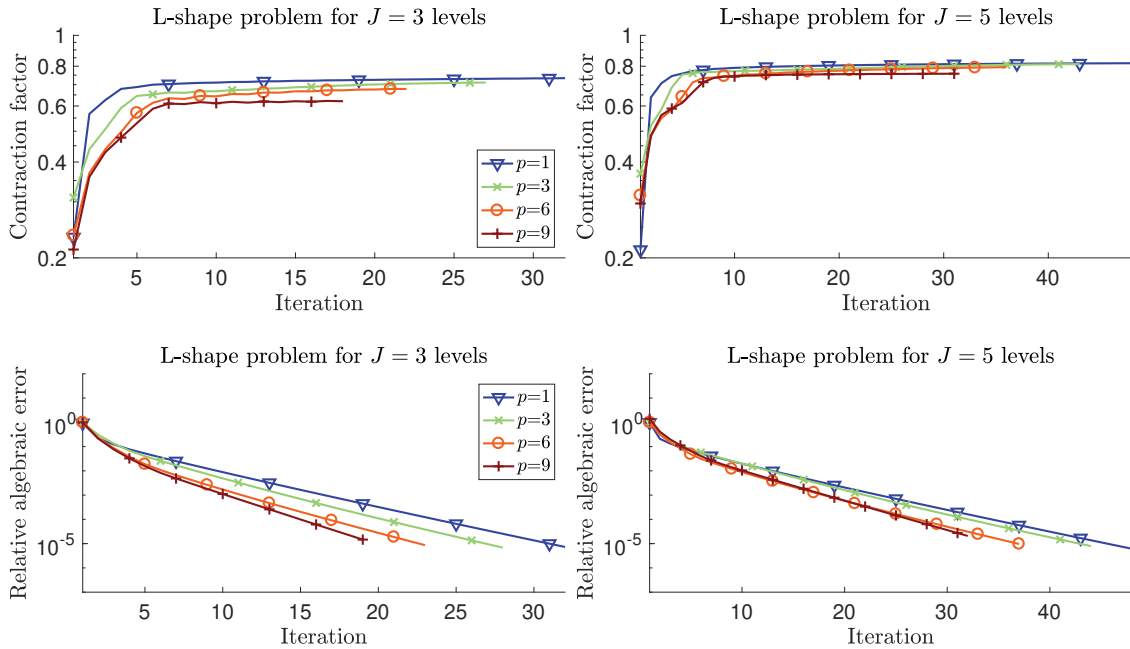 L-shape problem for J = 3 levels
Contraction factor
1
0.8
0.6
0.4
0.2
5
10
15
20
25
30
Iteration
p=1
p=3
p=6
p=9
L-shape problem for J = 5 levels
Contraction factor
1
0.8
0.6
0.4
0.2
10
20
30
40
Iteration
L-shape problem for J = 3 levels
Relative algebraic error
10^0
10^-5
5
10
15
20
25
30
Iteration
p=1
p=3
p=6
p=9
L-shape problem for J = 5 levels
Relative algebraic error
10^0
10^-5
10
20
30
40
Iteration